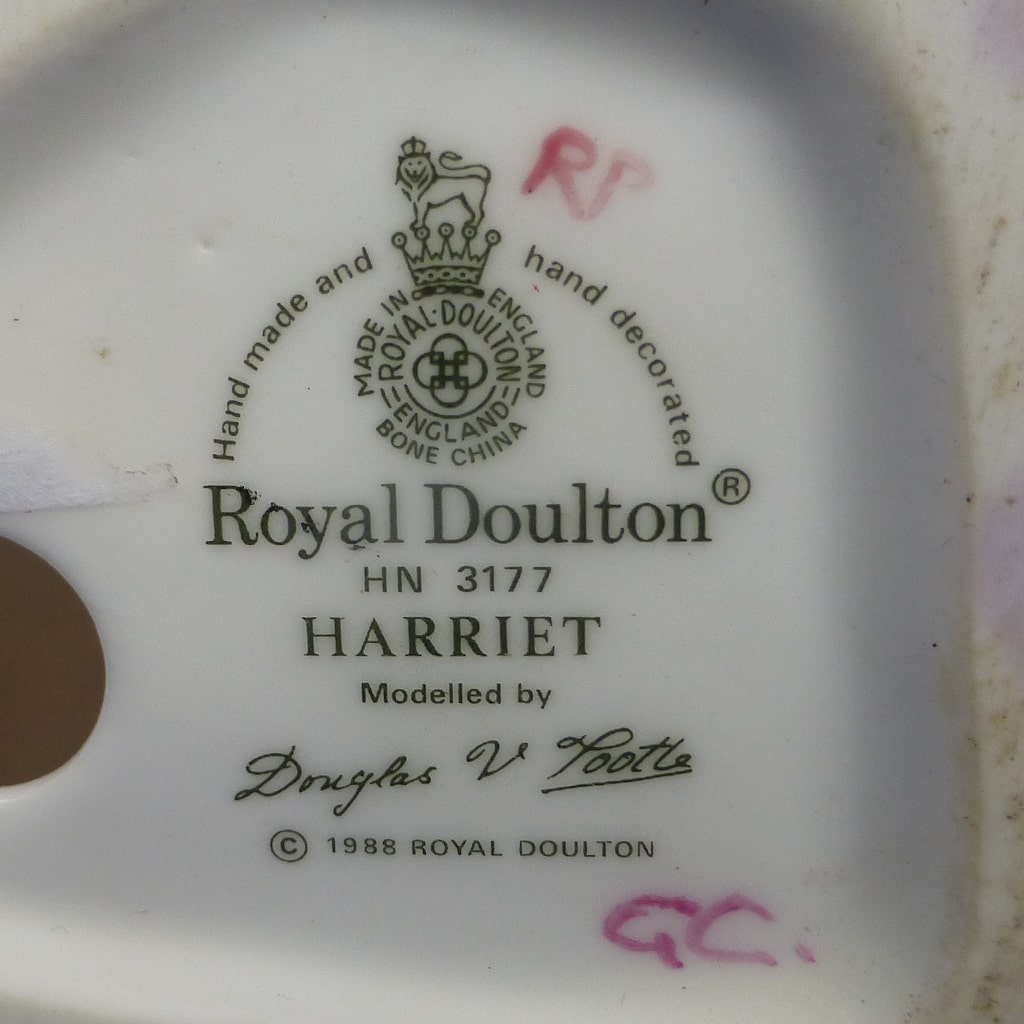 RP
Hand made and hand decorated
MADE IN ENGLAND
ROYAL·DOULTON
ENGLAND
BONE CHINA
Royal Doulton®
HN 3177
HARRIET
Modelled by
Douglas V Tootle
© 1988 ROYAL DOULTON
GC.